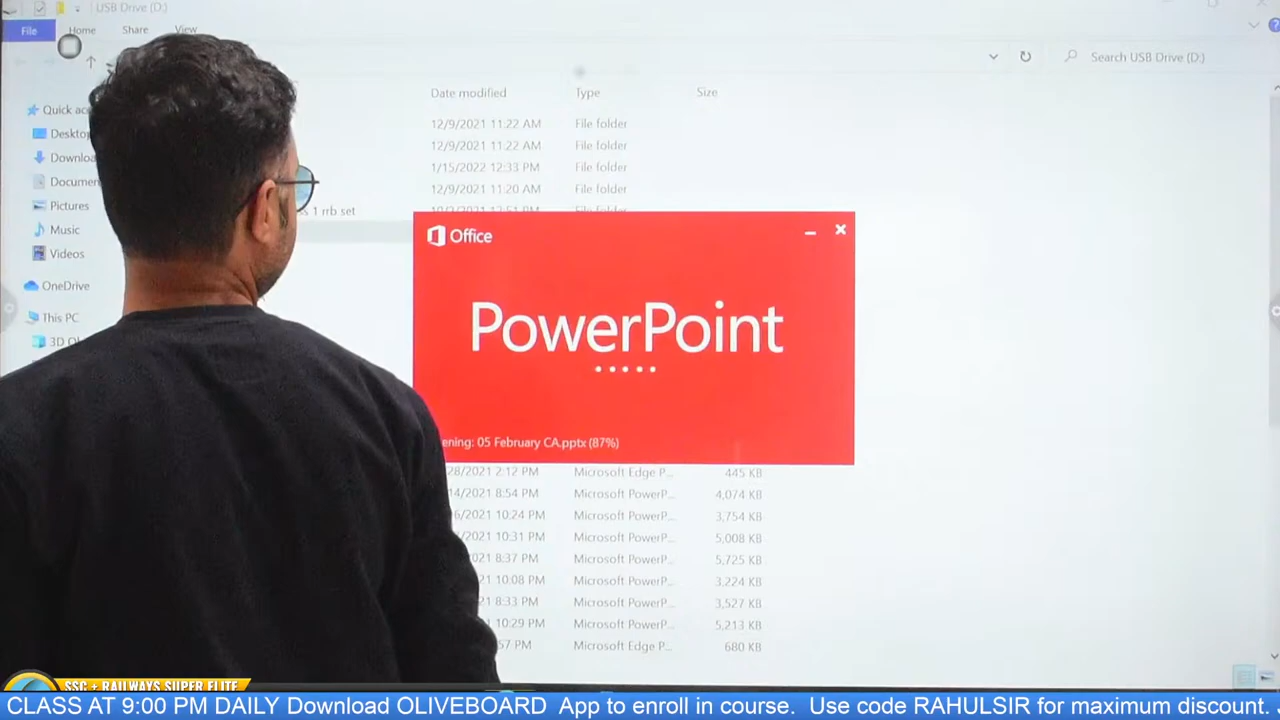 USB Drive (D:)
File
Home
Share
View
Search USB Drive (D:)
Date modified
Type
Size
Quick
12/9/2021 11:22 AM
File folder
12/9/2021 11:22 AM
File folder
1/15/2022 12:33 PM
File folder
12/9/2021 11:20 AM
File folder
Pictures
1 rrb set
Music
Videos
OneDrive
This PC
3D
Office
PowerPoint
ening: 05 February CA.pptx (87%)
28/2021 2:12 PM
Microsoft Edge P...
445 KB
14/2021 8:54 PM
Microsoft PowerP...
4,074 KB
6/2021 10:24 PM
Microsoft PowerP...
3,754 KB
2021 10:31 PM
Microsoft PowerP...
5,008 KB
2021 8:37 PM
Microsoft PowerP...
5,725 KB
21 10:08 PM
Microsoft PowerP...
3,224 KB
21 8:33 PM
Microsoft PowerP...
3,527 KB
21 10:29 PM
Microsoft PowerP...
5,213 KB
57 PM
Microsoft Edge P...
680 KB
SSC + RAILWAYS SUPER ELITE
CLASS AT 9:00 PM DAILY Download OLIVEBOARD App to enroll in course. Use code RAHULSIR for maximum discount.